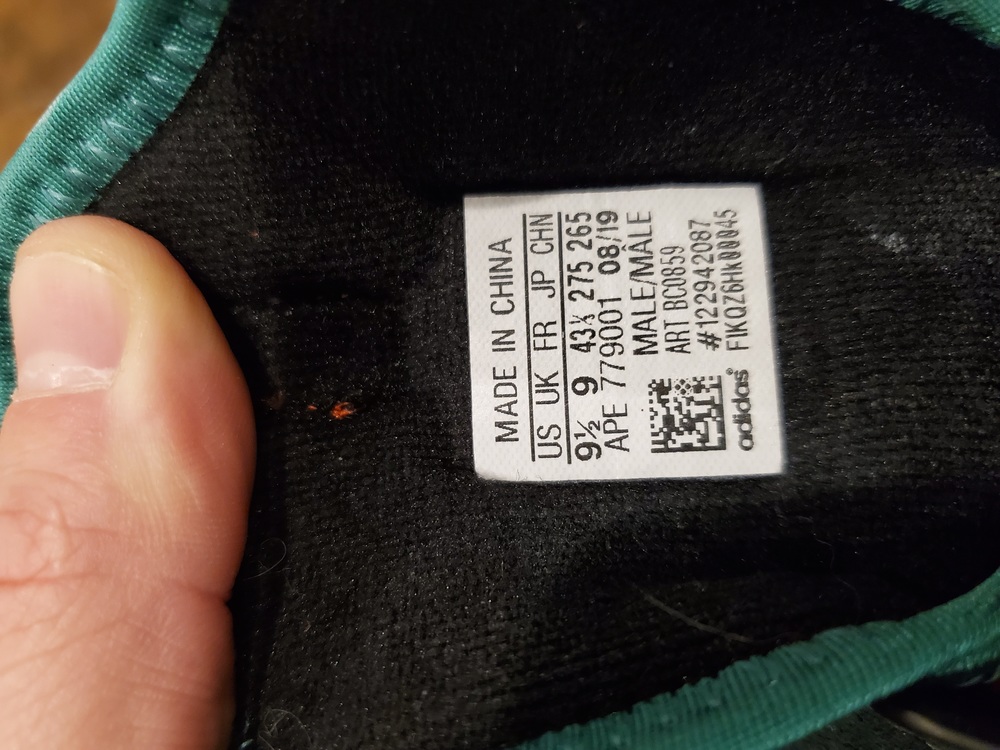 MADE IN CHINA
US UK FR JP CHN
9½ 9 43⅓ 275 265
APE 779001 08/19
MALE/MÂLE
ART BC0859
#122942087
adidas®